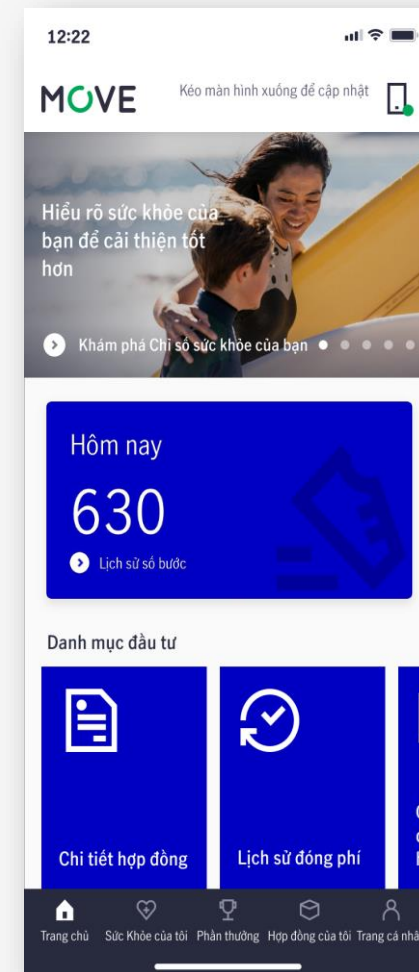 12:22
MOVE
Kéo màn hình xuống để cập nhật
Hiểu rõ sức khỏe của
bạn để cải thiện tốt
hơn
Khám phá Chỉ số sức khỏe của bạn
Hôm nay
630
Lịch sử số bước
Danh mục đầu tư
Chi tiết hợp đồng
Lịch sử đóng phí
Trang chủ
Sức Khỏe của tôi
Phần thưởng
Hợp đồng của tôi
Trang cá nhâ